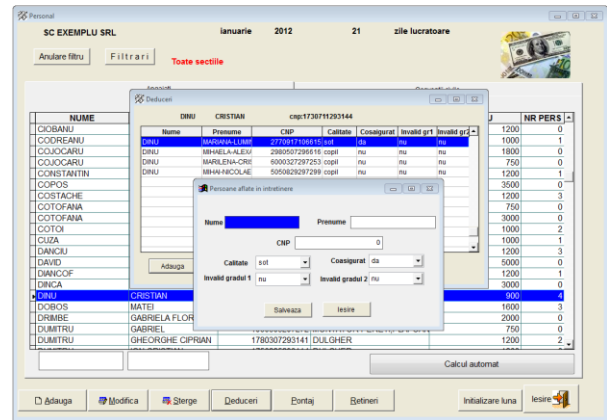 Personal
SC EXEMPLU SRL ianuarie 2012 21 zile lucratoare
Anulare filtru Filtrari Toate sectiile
Deduceri
DINU CRISTIAN cnp:1730711293144
NUME NR PERS
Nume Prenume CNP Calitate Coasigurat Invalid gr1 Invalid gr2
CIOBANU 1200 0
DINU 2770917106615 sot da nu nu
CODREANU 1000 1
DINU 2980507296616 copil nu nu nu
COJOCARU 1800 0
DINU 6000327297253 copil nu nu nu
COJOCARU 750 0
DINU MIHAI-NICOLAE 5050829297299 copil nu nu nu
CONSTANTIN 1200 1
COPOS 3500 0
Persoane aflate in intretinere
COSTACHE 1200 3
COTOFANA 750 0
COTOFANA 3000 0
Nume Prenume
COTOI 1000 2
CUZA 1000 1
CNP 0
DANCIU 1200 3
DAVID 5000 0
Adauga Calitate sot Coasigurat da
DIANCOF 1200 1
Invalid gradul 1 nu Invalid gradul 2 nu
DINCA 3000 0
DINU CRISTIAN 900 4
DOBOS MATEI 1600 3
Salveaza Iesire
DRIMBE GABRIELA FLOR 2000 0
DUMITRU GABRIEL 750 0
DUMITRU GHEORGHE CIPRIAN 1780307293141 DULGHER 1200 2
Calcul automat
Adauga Modifica Sterge Deduceri Pontaj Retineri Initializare luna Iesire